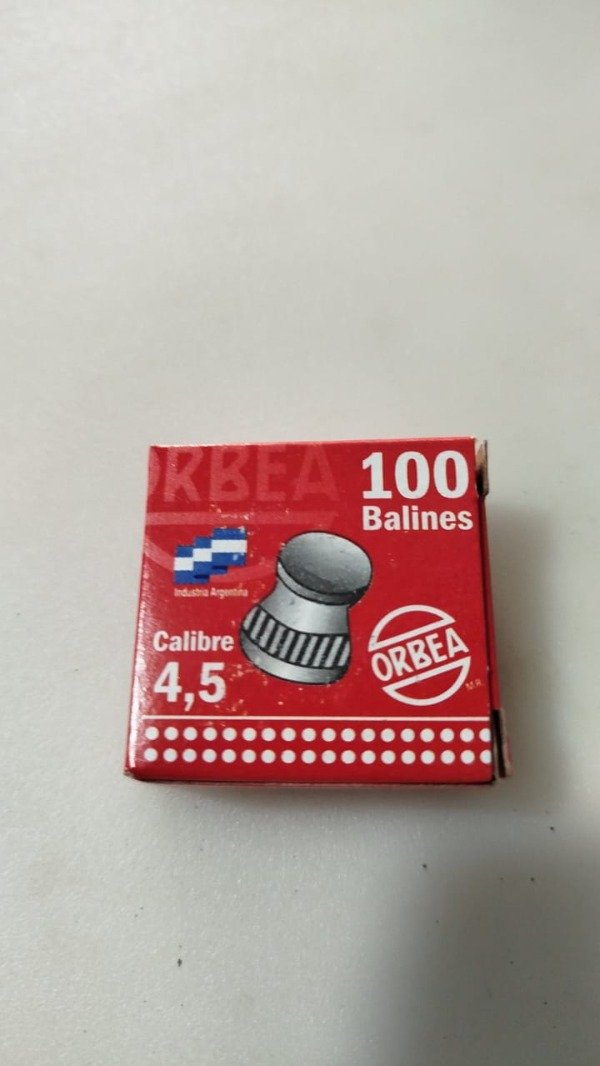 ORBEA
100
Balines
Industria Argentina
Calibre
4,5
ORBEA
M.R.